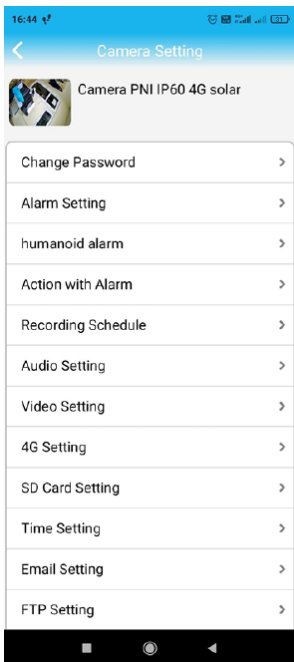 16:44
Camera Setting
Camera PNI IP60 4G solar
Change Password
Alarm Setting
humanoid alarm
Action with Alarm
Recording Schedule
Audio Setting
Video Setting
4G Setting
SD Card Setting
Time Setting
Email Setting
FTP Setting